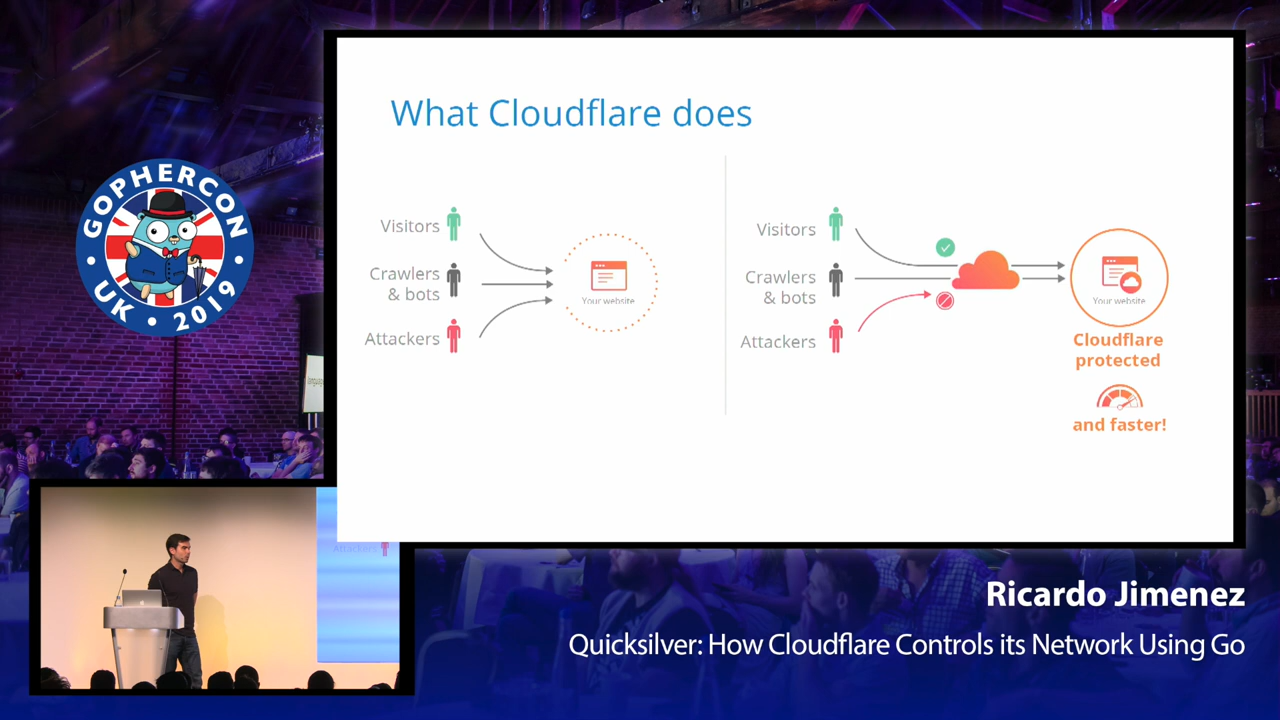 What Cloudflare does
GOPHERCON
UK • 2019
Visitors
Crawlers
& bots
Attackers
Your website
Visitors
Crawlers
& bots
Attackers
Your website
Cloudflare
protected
and faster!
Attackers
Ricardo Jimenez
Quicksilver: How Cloudflare Controls its Network Using Go